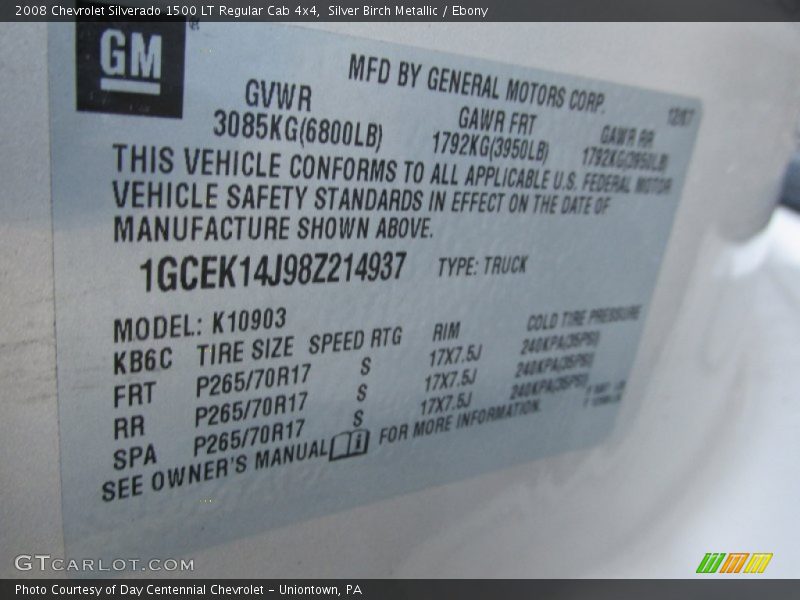 2008 Chevrolet Silverado 1500 LT Regular Cab 4x4, Silver Birch Metallic / Ebony
GM
MFD BY GENERAL MOTORS CORP.
12/07
GVWR
GAWR FRT
GAWR RR
3085KG(6800LB)
1792KG(3950LB)
1792KG(3950LB)
THIS VEHICLE CONFORMS TO ALL APPLICABLE U.S. FEDERAL MOTOR
VEHICLE SAFETY STANDARDS IN EFFECT ON THE DATE OF
MANUFACTURE SHOWN ABOVE.
1GCEK14J98Z214937 TYPE: TRUCK
MODEL: K10903
KB6C TIRE SIZE SPEED RTG RIM COLD TIRE PRESSURE
FRT P265/70R17 S 17X7.5J 240KPA(35PSI)
RR P265/70R17 S 17X7.5J 240KPA(35PSI)
SPA P265/70R17 S 17X7.5J 240KPA(35PSI)
SEE OWNER'S MANUAL FOR MORE INFORMATION.
GTCARLOT.COM
Photo Courtesy of Day Centennial Chevrolet - Uniontown, PA